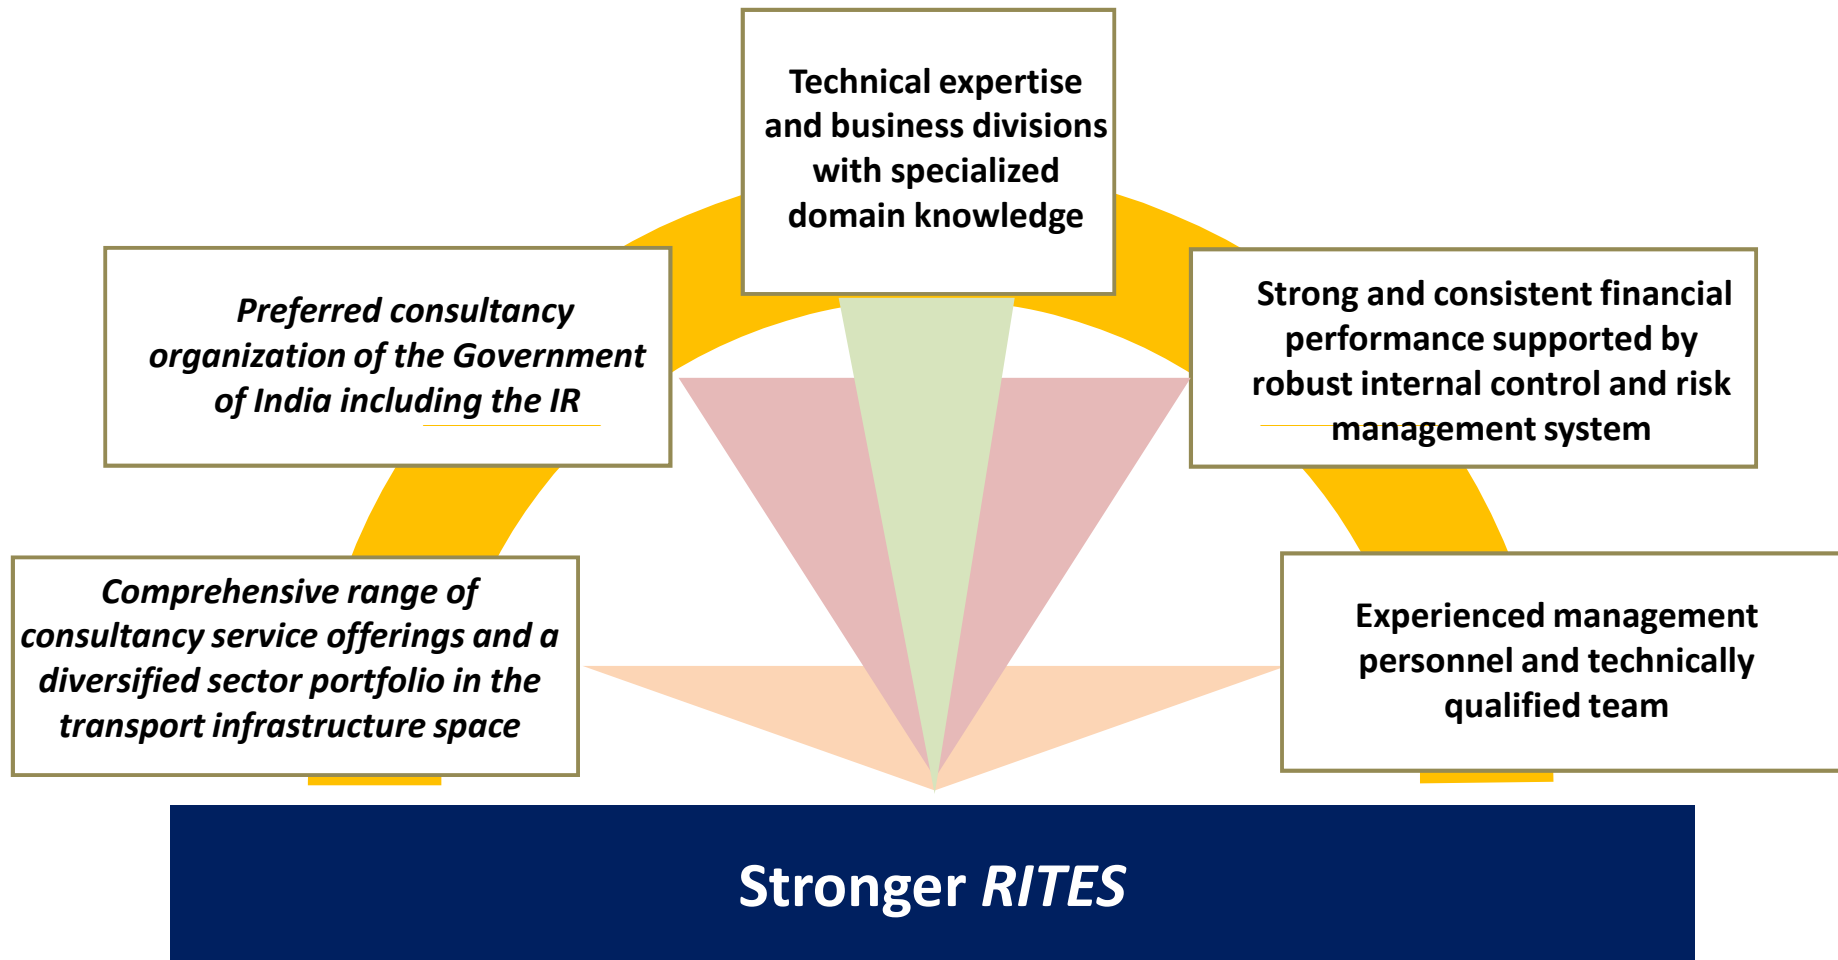 Technical expertise
and business divisions
with specialized
domain knowledge
Preferred consultancy
organization of the Government
of India including the IR
Strong and consistent financial
performance supported by
robust internal control and risk
management system
Comprehensive range of
consultancy service offerings and a
diversified sector portfolio in the
transport infrastructure space
Experienced management
personnel and technically
qualified team
Stronger RITES